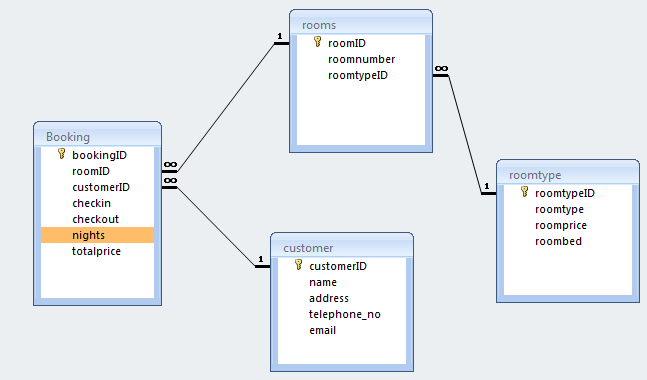 rooms
roomID
roomnumber
roomtypeID
1
∞
Booking
bookingID
roomID
customerID
checkin
checkout
nights
totalprice
∞
∞
roomtype
roomtypeID
roomtype
roomprice
roombed
1
customer
customerID
name
address
telephone_no
email
1